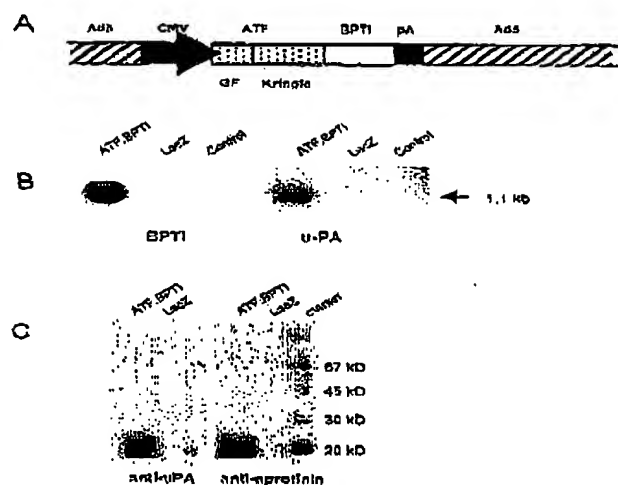 A
Ad5 CMV ATF BPTI pA Ad5
GF Kringle
B
ATF.BPTI LacZ Control ATF.BPTI LacZ Control
1,1 kb
BPTI u-PA
C
ATF.BPTI LacZ ATF.BPTI LacZ Control
67 kD
45 kD
30 kD
20 kD
anti-uPA anti-aprotinin